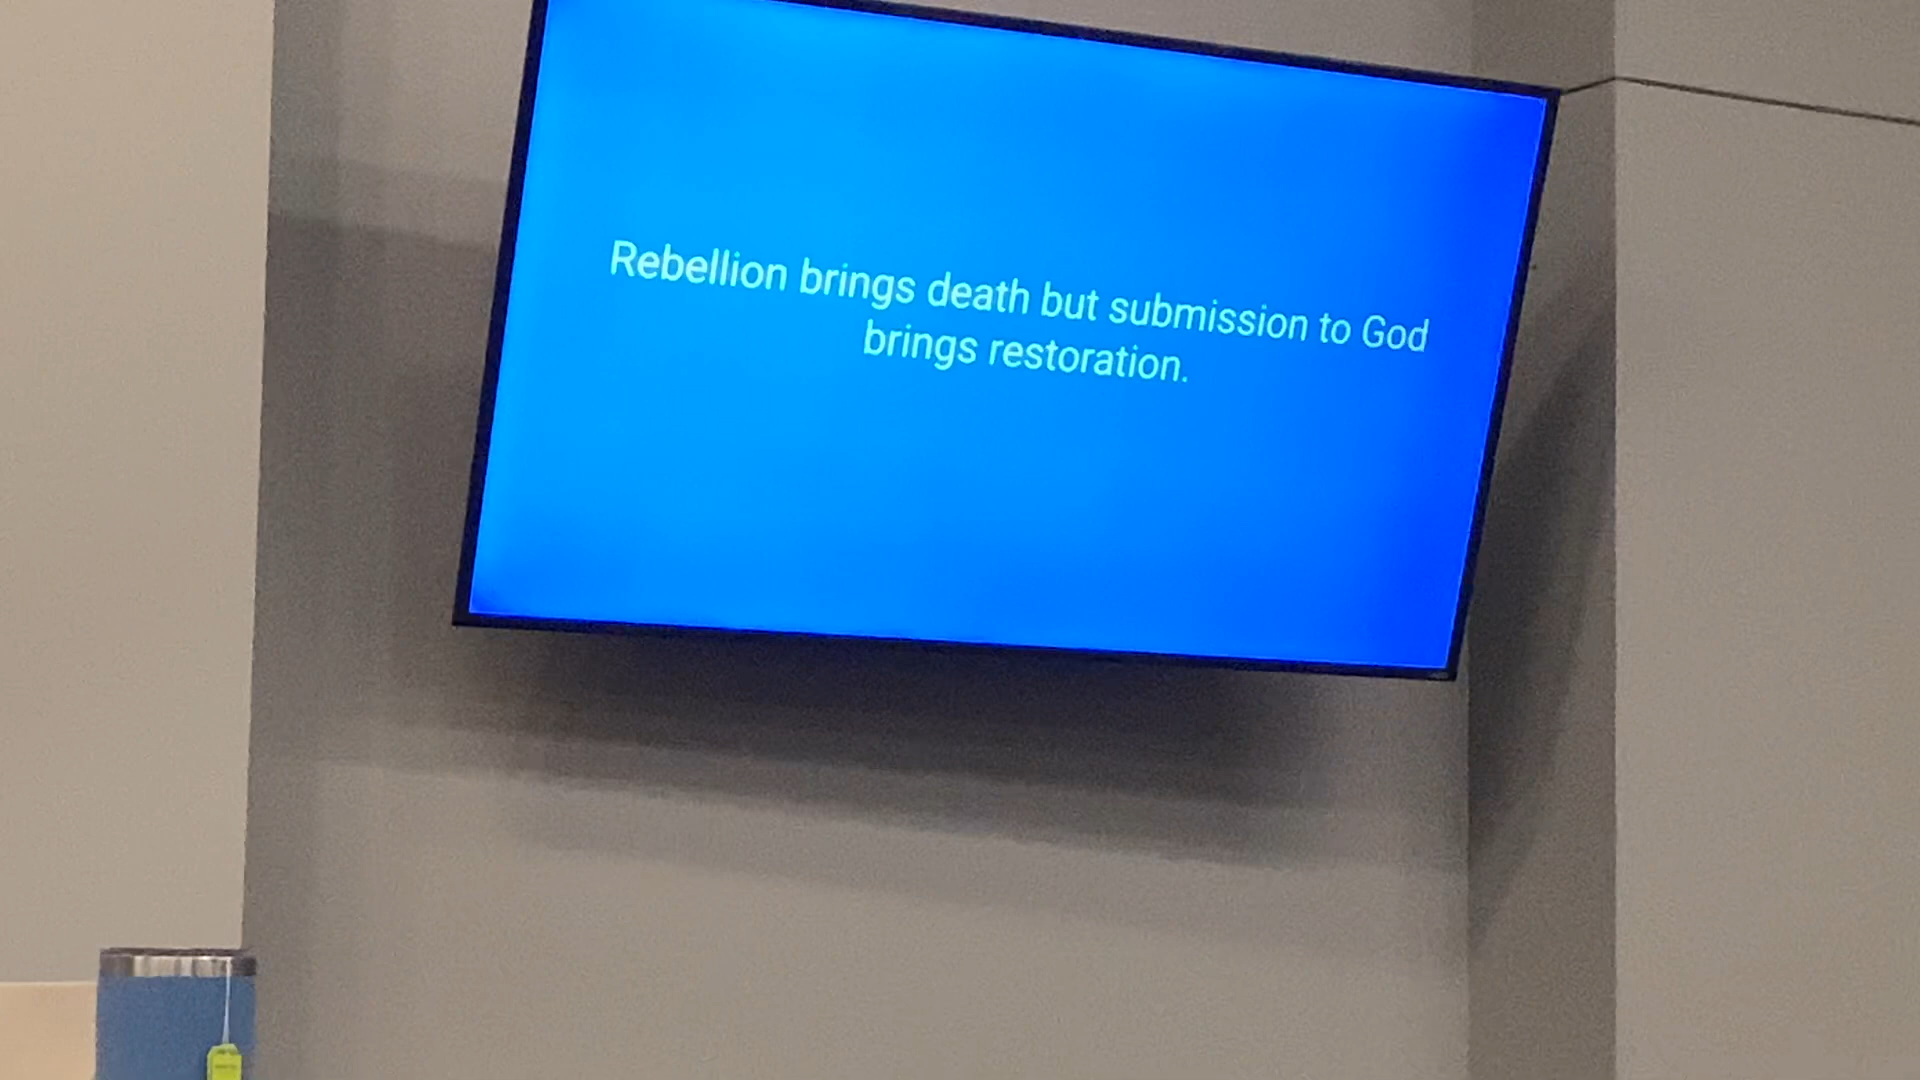 Rebellion brings death but submission to God
brings restoration.